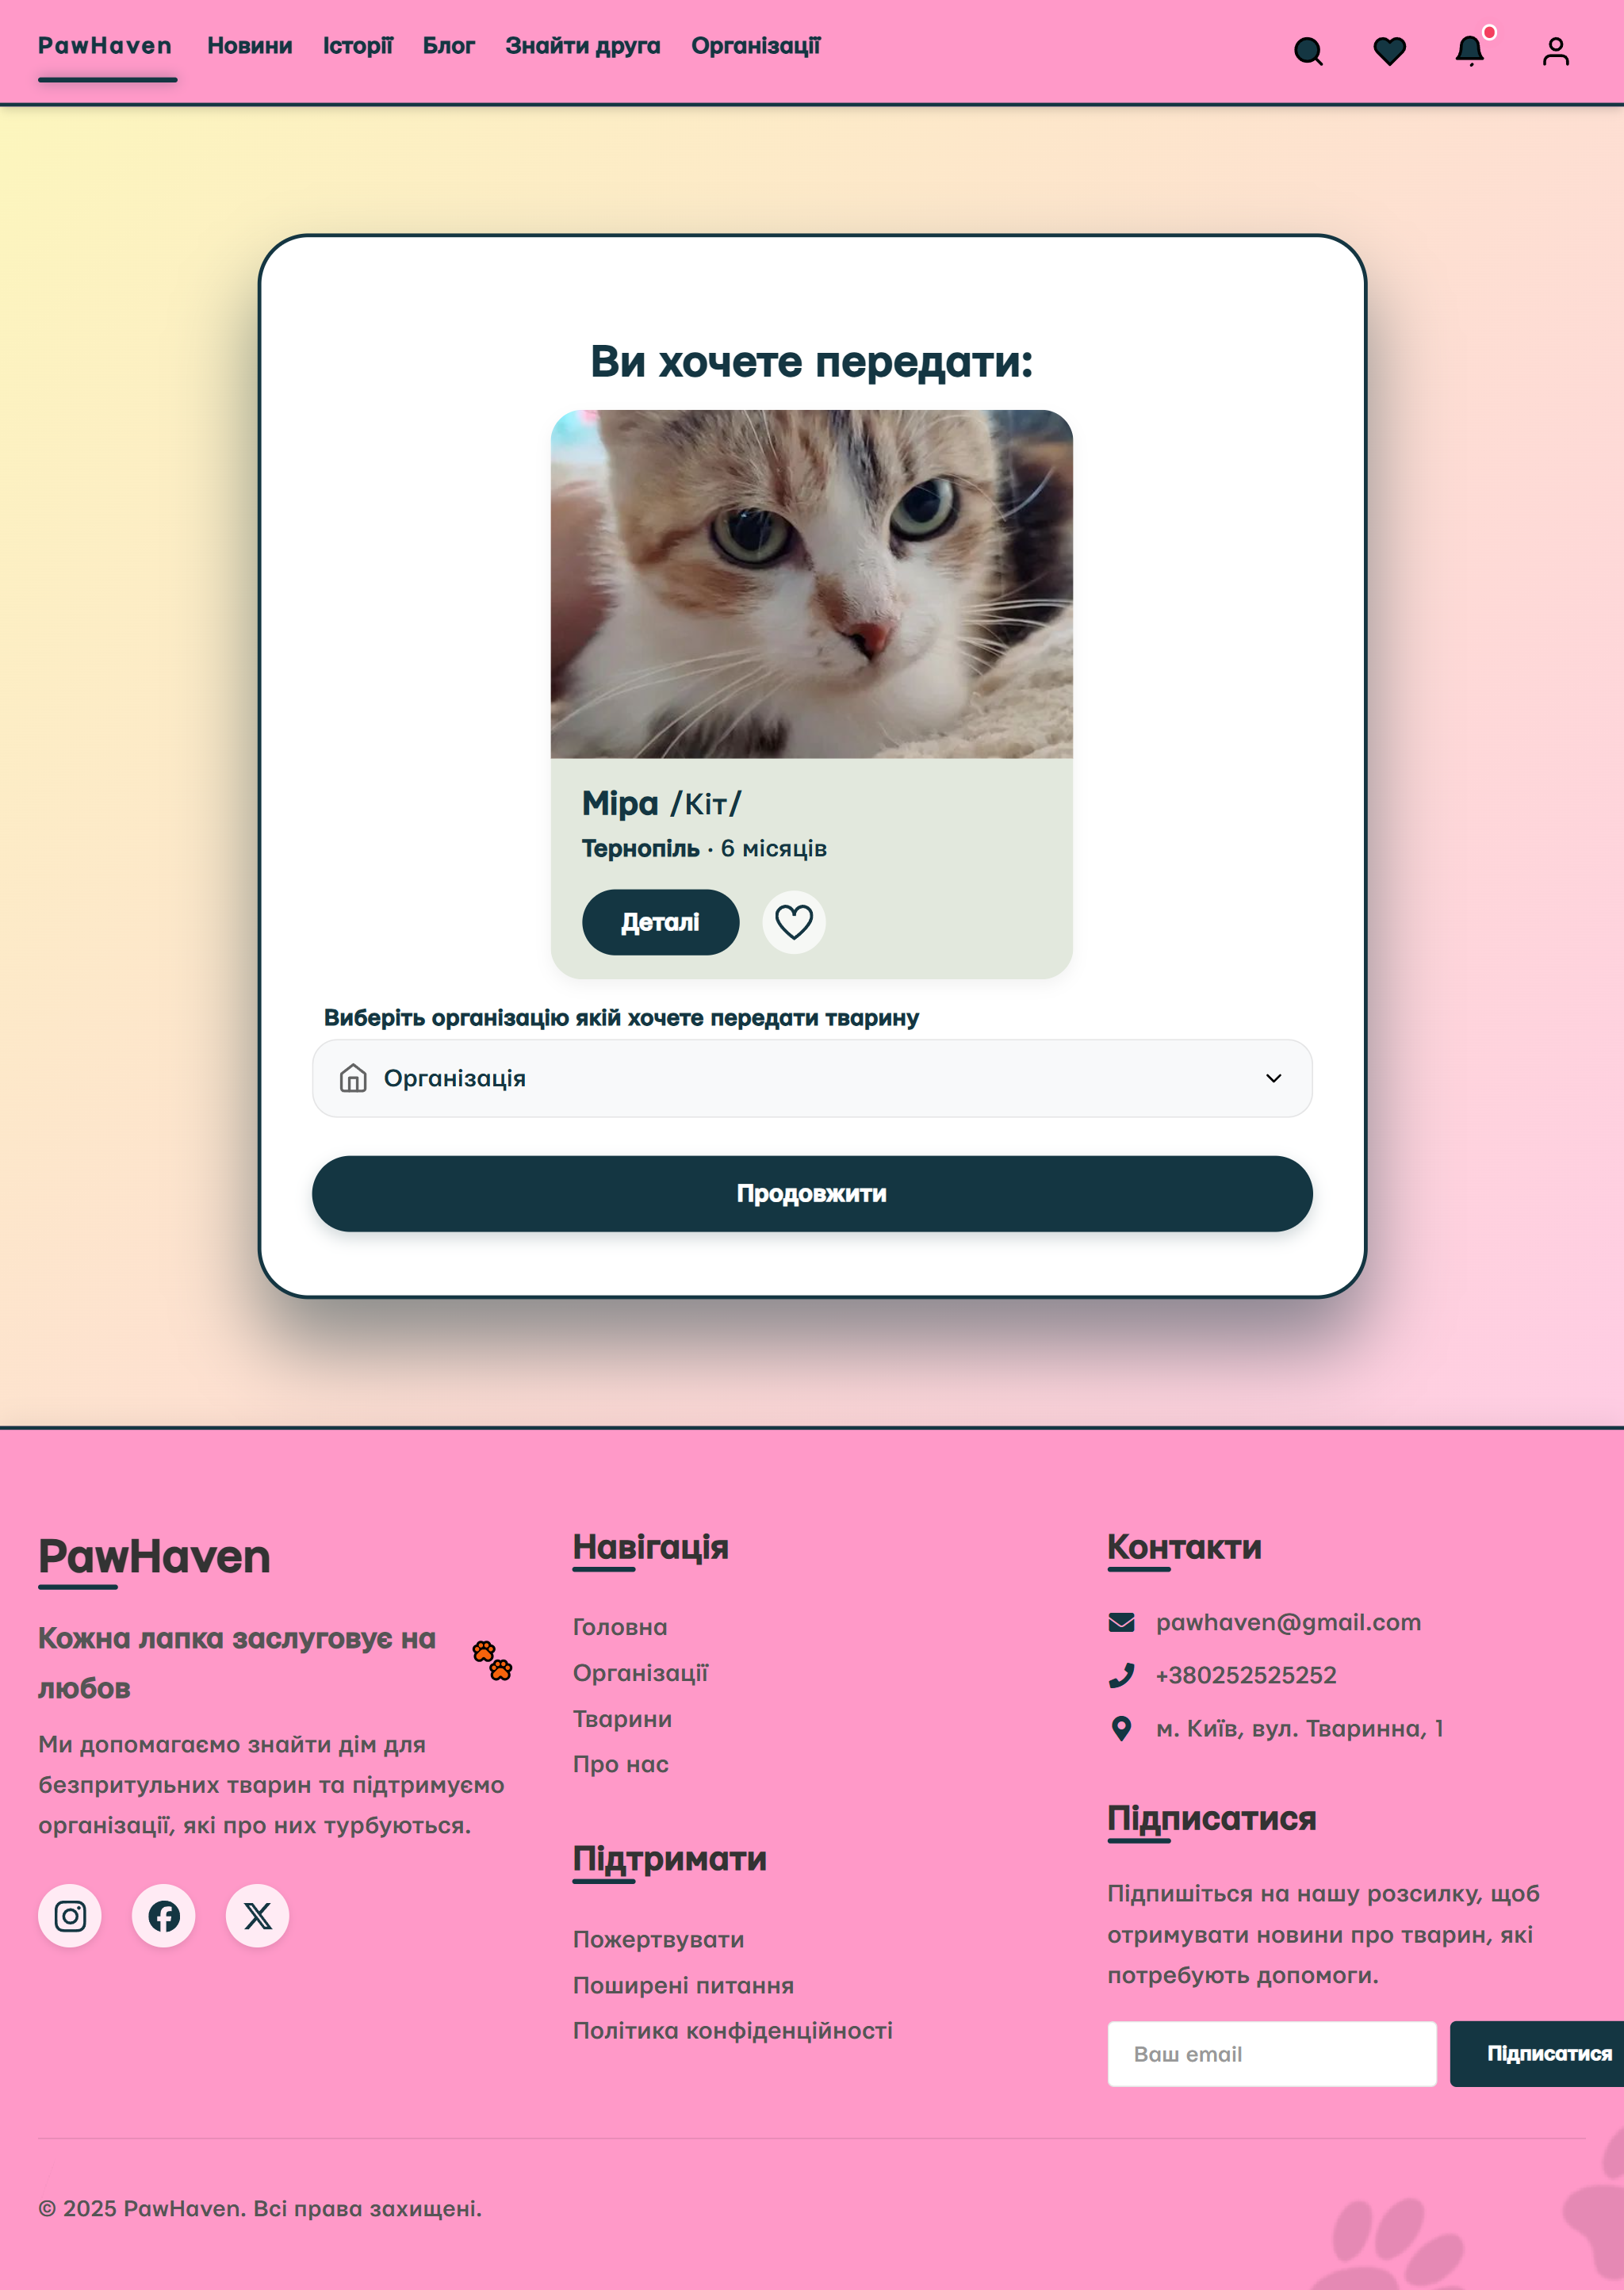 PawHaven Новини Історії Блог Знайти друга Організації
Ви хочете передати:
Міра /Кіт/
Тернопіль · 6 місяців
Деталі
Виберіть організацію якій хочете передати тварину
Організація
Продовжити
PawHaven
Кожна лапка заслуговує на
любов
Ми допомагаємо знайти дім для
безпритульних тварин та підтримуємо
організації, які про них турбуються.
Навігація
Головна
Організації
Тварини
Про нас
Підтримати
Пожертвувати
Поширені питання
Політика конфіденційності
Контакти
pawhaven@gmail.com
+380252525252
м. Київ, вул. Тваринна, 1
Підписатися
Підпишіться на нашу розсилку, щоб
отримувати новини про тварин, які
потребують допомоги.
Ваш email
Підписатися
© 2025 PawHaven. Всі права захищені.